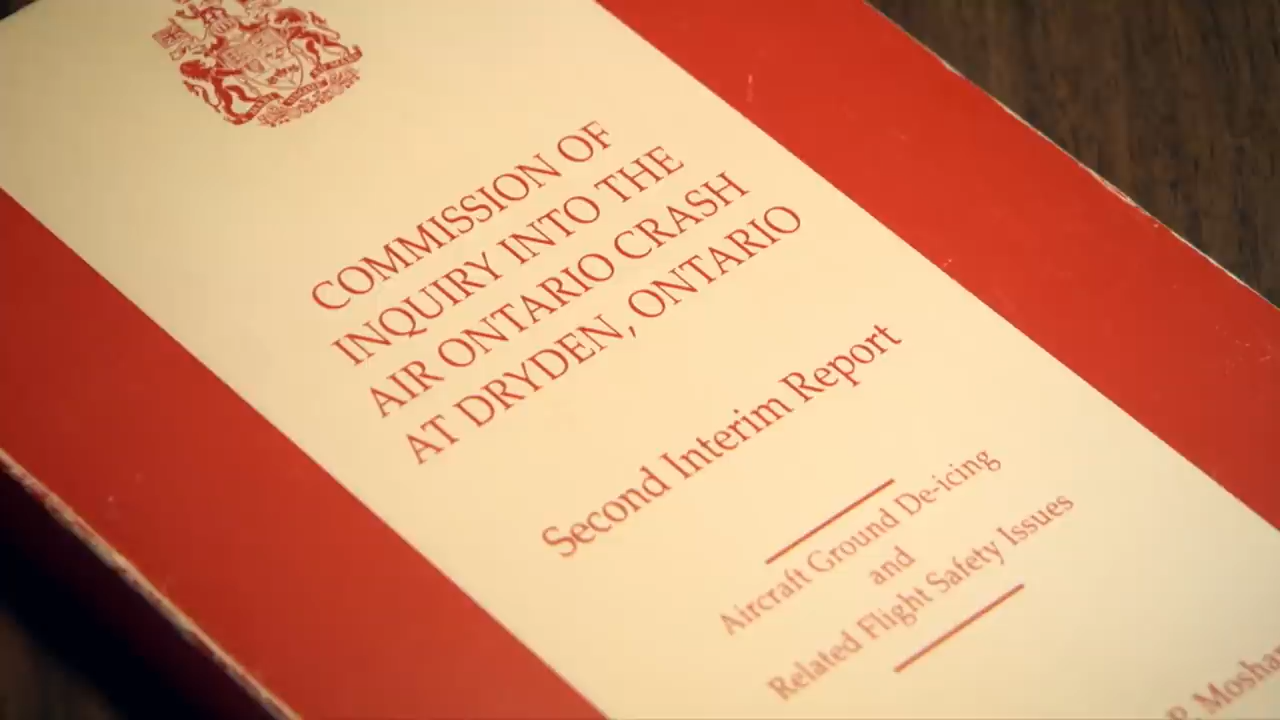 COMMISSION OF
INQUIRY INTO THE
AIR ONTARIO CRASH
AT DRYDEN, ONTARIO
Second Interim Report
Aircraft Ground De-icing
and
Related Flight Safety Issues
P. Moshan